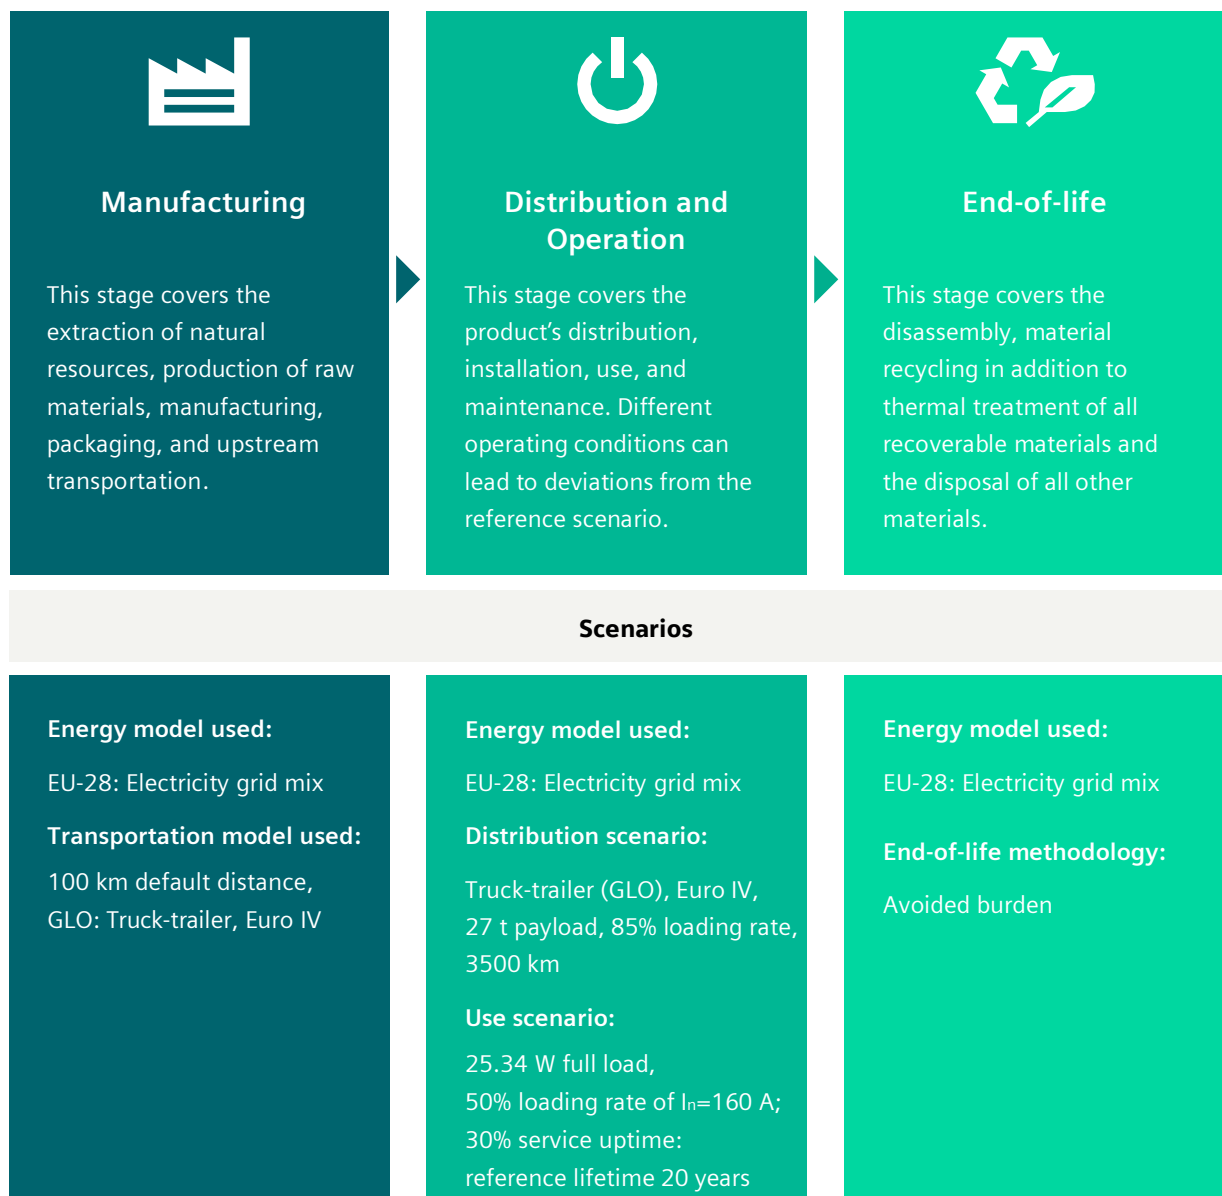 Manufacturing
This stage covers the
extraction of natural
resources, production of raw
materials, manufacturing,
packaging, and upstream
transportation.
Distribution and
Operation
This stage covers the
product’s distribution,
installation, use, and
maintenance. Different
operating conditions can
lead to deviations from the
reference scenario.
End-of-life
This stage covers the
disassembly, material
recycling in addition to
thermal treatment of all
recoverable materials and
the disposal of all other
materials.
Scenarios
Energy model used:
EU-28: Electricity grid mix
Transportation model used:
100 km default distance,
GLO: Truck-trailer, Euro IV
Energy model used:
EU-28: Electricity grid mix
Distribution scenario:
Truck-trailer (GLO), Euro IV,
27 t payload, 85% loading rate,
3500 km
Use scenario:
25.34 W full load,
50% loading rate of In=160 A;
30% service uptime:
reference lifetime 20 years
Energy model used:
EU-28: Electricity grid mix
End-of-life methodology:
Avoided burden